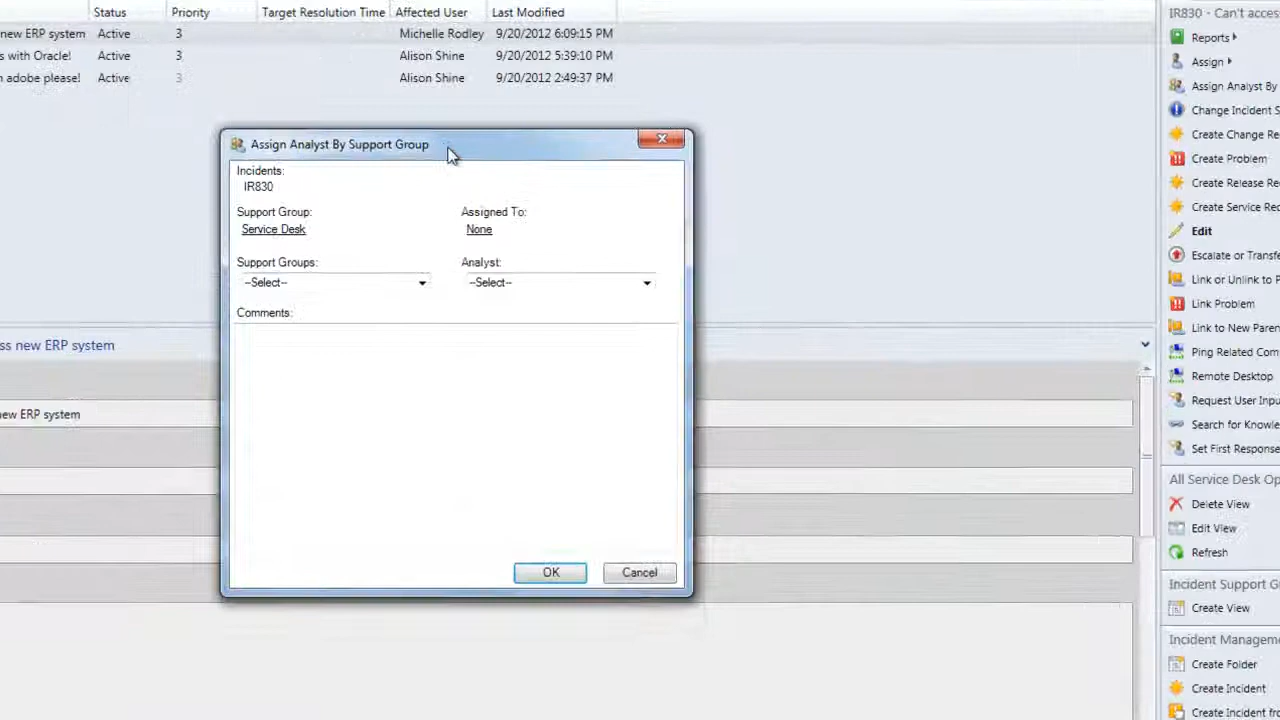 Status Priority Target Resolution Time Affected User Last Modified
new ERP system Active 3 Michelle Rodley 9/20/2012 6:09:15 PM
s with Oracle! Active 3 Alison Shine 9/20/2012 5:39:10 PM
adobe please! Active 3 Alison Shine 9/20/2012 2:49:37 PM
Assign Analyst By Support Group
Incidents:
IR830
Support Group: Assigned To:
Service Desk None
Support Groups: Analyst:
--Select-- --Select--
Comments:
OK Cancel
ss new ERP system
new ERP system
IR830 - Can't acces
Reports
Assign
Assign Analyst By
Change Incident S
Create Change Re
Create Problem
Create Release Re
Create Service Rec
Edit
Escalate or Transfe
Link or Unlink to P
Link Problem
Link to New Paren
Ping Related Com
Remote Desktop
Request User Inpu
Search for Knowle
Set First Response
All Service Desk Op
Delete View
Edit View
Refresh
Incident Support G
Create View
Incident Manageme
Create Folder
Create Incident
Create Incident fro